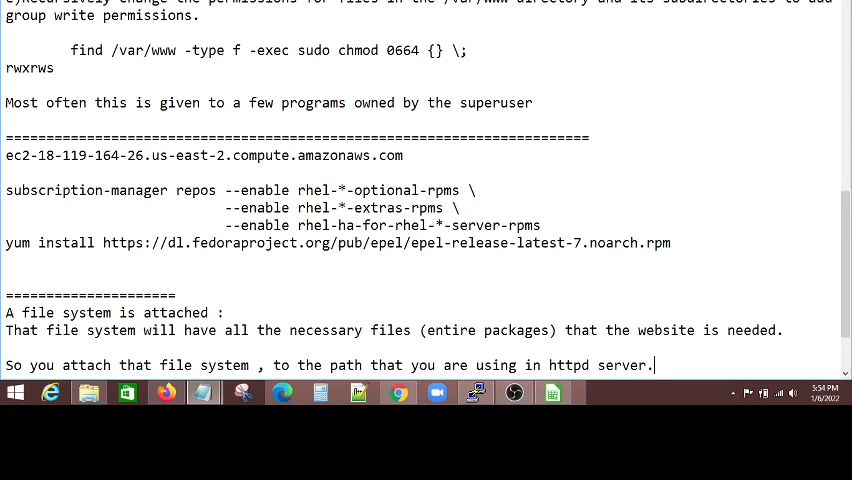 group write permissions.
find /var/www -type f -exec sudo chmod 0664 {} \;
rwxrws
Most often this is given to a few programs owned by the superuser
========================================================================
ec2-18-119-164-26.us-east-2.compute.amazonaws.com
subscription-manager repos --enable rhel-*-optional-rpms \
--enable rhel-*-extras-rpms \
--enable rhel-ha-for-rhel-*-server-rpms
yum install https://dl.fedoraproject.org/pub/epel/epel-release-latest-7.noarch.rpm
=====================
A file system is attached :
That file system will have all the necessary files (entire packages) that the website is needed.
So you attach that file system , to the path that you are using in httpd server.
5:54 PM
1/6/2022